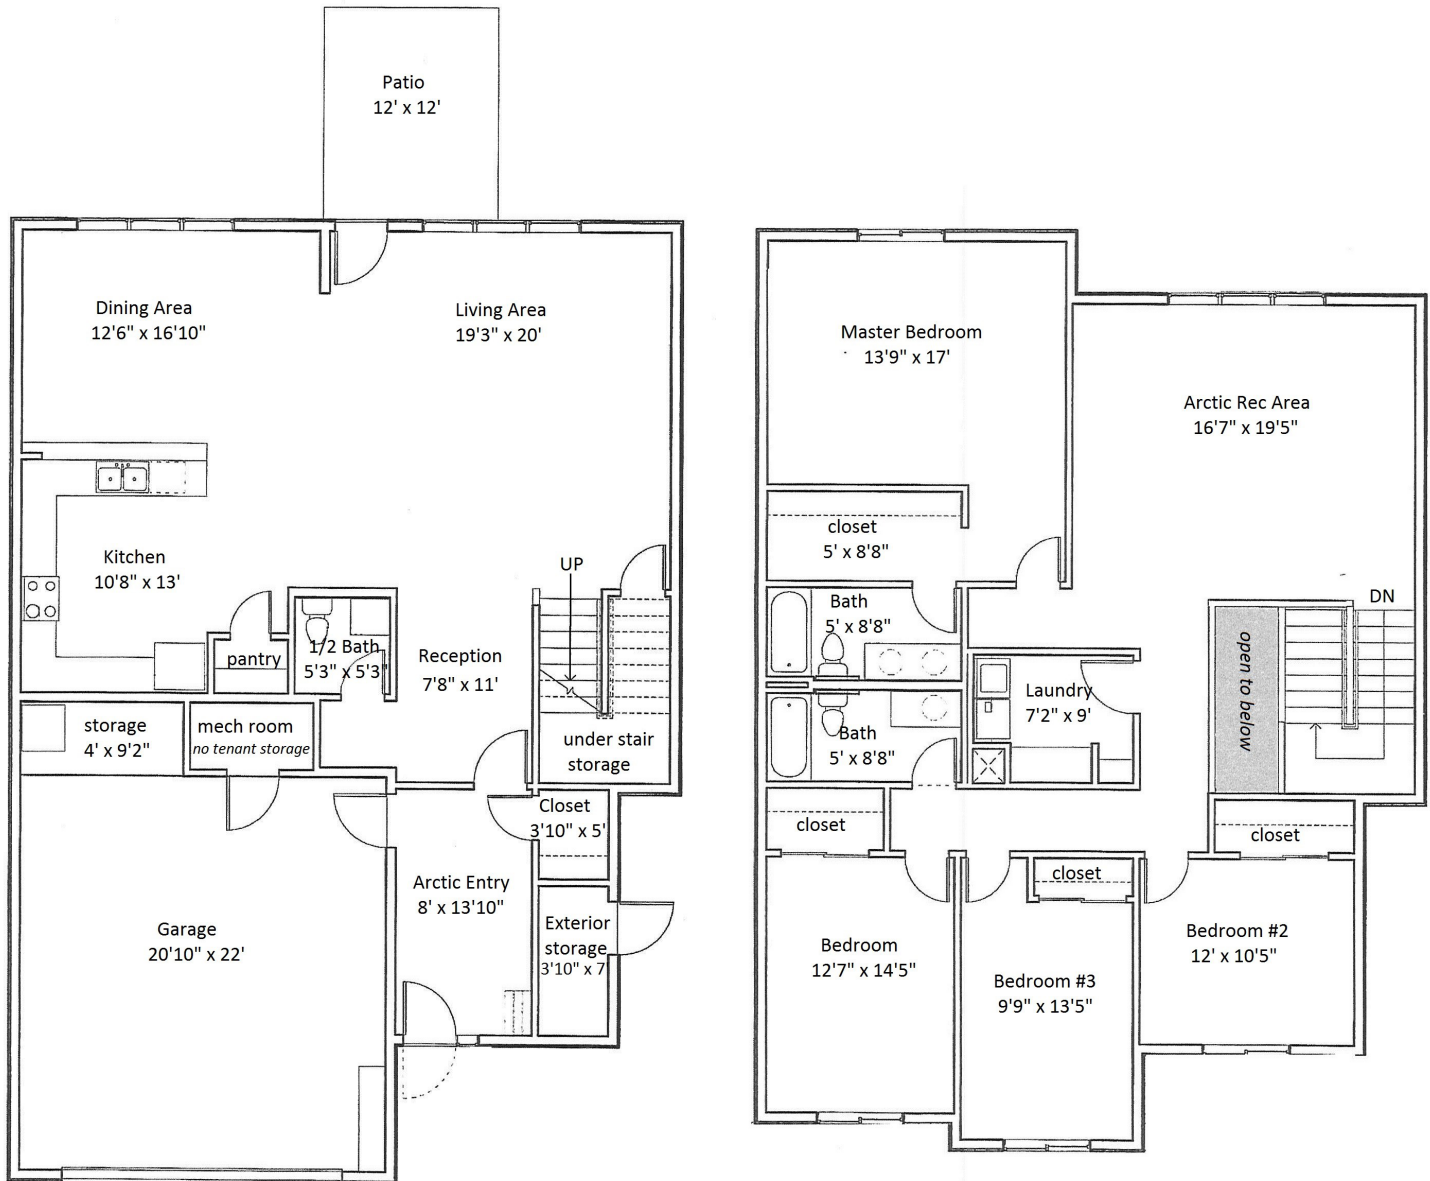 Patio
12' x 12'
Dining Area
12'6" x 16'10"
Living Area
19'3" x 20'
Kitchen
10'8" x 13'
UP
pantry
1/2 Bath
5'3" x 5'3"
Reception
7'8" x 11'
storage
4' x 9'2"
mech room
no tenant storage
under stair
storage
Closet
3'10" x 5'
Arctic Entry
8' x 13'10"
Garage
20'10" x 22'
Exterior
storage
3'10" x 7'
Master Bedroom
13'9" x 17'
Arctic Rec Area
16'7" x 19'5"
closet
5' x 8'8"
Bath
5' x 8'8"
DN
open to below
Laundry
7'2" x 9'
Bath
5' x 8'8"
closet
closet
closet
Bedroom
12'7" x 14'5"
Bedroom #3
9'9" x 13'5"
Bedroom #2
12' x 10'5"